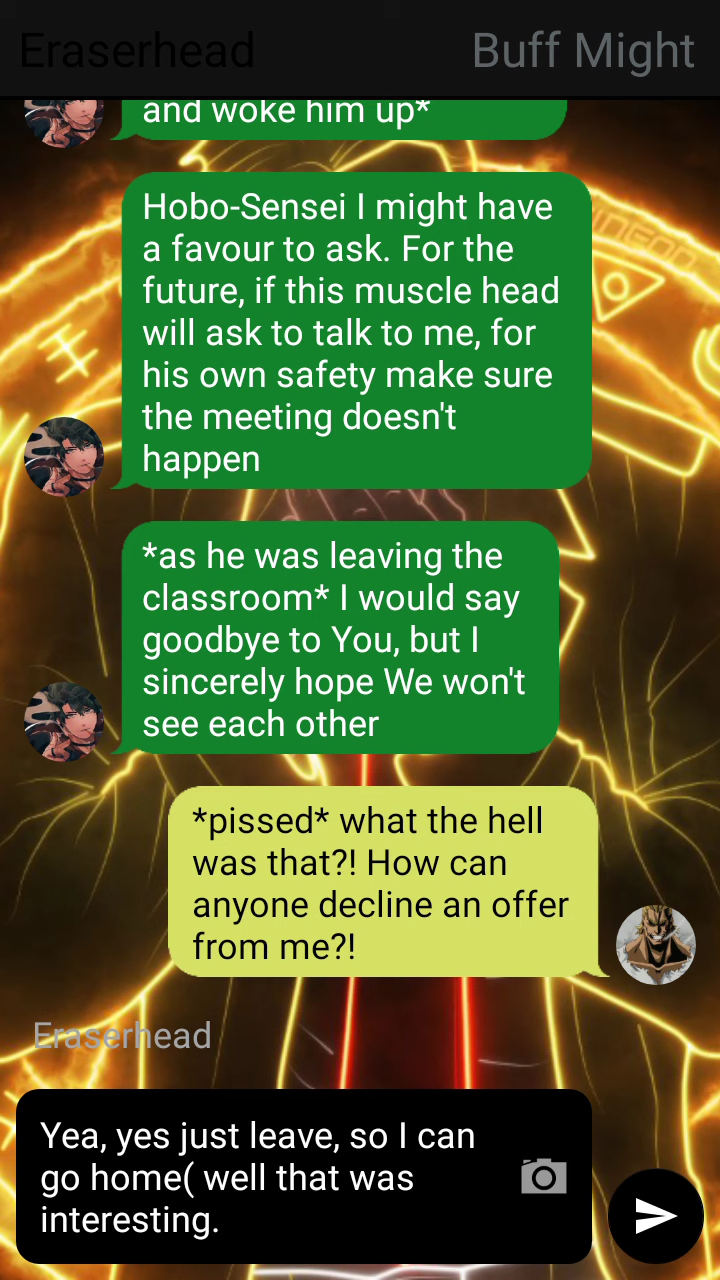 Eraserhead
Buff Might
and woke him up*
Hobo-Sensei I might have
a favour to ask. For the
future, if this muscle head
will ask to talk to me, for
his own safety make sure
the meeting doesn't
happen
*as he was leaving the
classroom* I would say
goodbye to You, but I
sincerely hope We won't
see each other
*pissed* what the hell
was that?! How can
anyone decline an offer
from me?!
Eraserhead
Yea, yes just leave, so I can
go home( well that was
interesting.